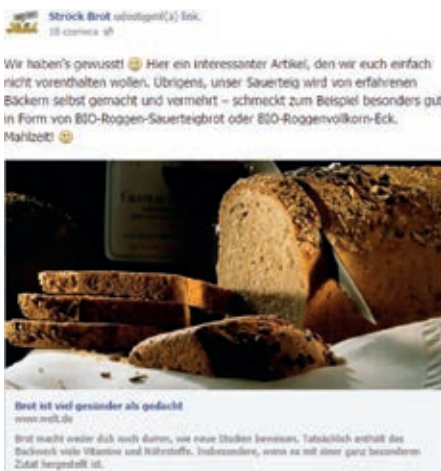 Ströck Brot udostępnił(a) link.
18 czerwca
Wir haben's gewusst! Hier ein interessanter Artikel, den wir euch einfach
nicht vorenthalten wollen. Übrigens, unser Sauerteig wird von erfahrenen
Bäckern selbst gemacht und vermehrt – schmeckt zum Beispiel besonders gut
in Form von BIO-Roggen-Sauerteigbrot oder BIO-Roggenvollkorn-Eck.
Mahlzeit!
Brot ist viel gesünder als gedacht
www.welt.de
Brot macht weder dick noch dumm, wie neue Studien beweisen. Tatsächlich enthält das
Backwerk viele Vitamine und Nährstoffe. Insbesondere, wenn es mit einer ganz besonderen
Zutat hergestellt ist.